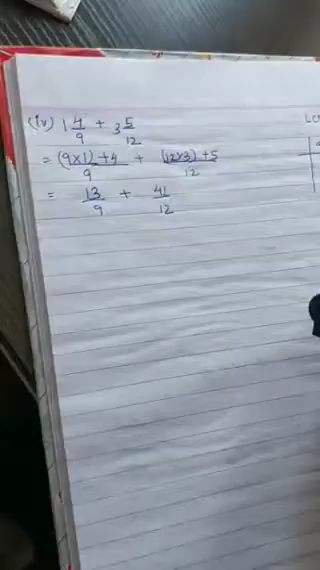 (iv) 1 4/9 + 3 5/12
= (9×1)+4/9 + (12×3)+5/12
= 13/9 + 41/12